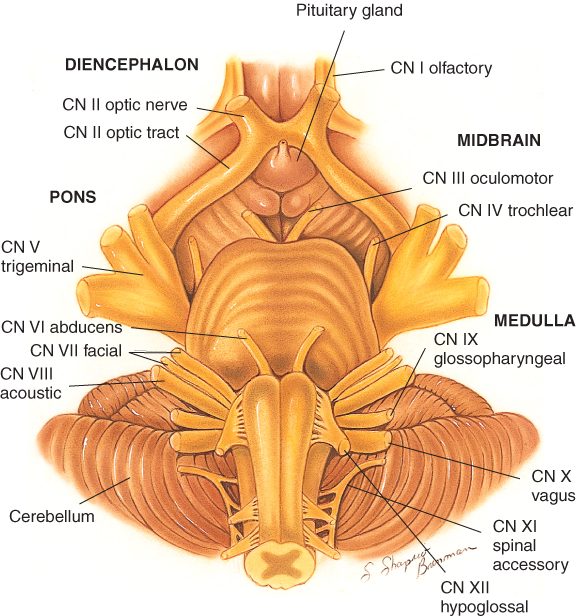 Pituitary gland
DIENCEPHALON
CN I olfactory
CN II optic nerve
CN II optic tract
MIDBRAIN
CN III oculomotor
PONS
CN IV trochlear
CN V
trigeminal
CN VI abducens
MEDULLA
CN VII facial
CN IX
glossopharyngeal
CN VIII
acoustic
CN X
vagus
Cerebellum
CN XI
spinal
accessory
S Shapiro
Brennman
CN XII
hypoglossal